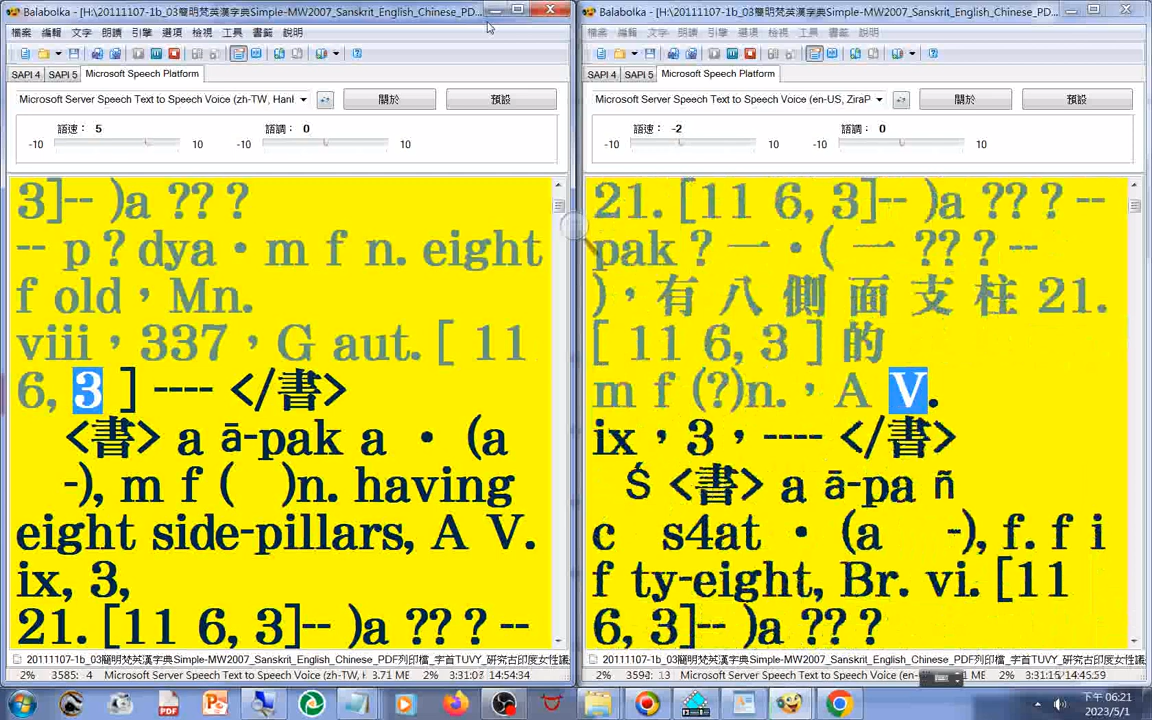 Balabolka - [H:\20111107-1b_03簡明梵英漢字典Simple-MW2007_Sanskrit_English_Chinese_PD...
檔案 編輯 文字 朗讀 引擎 選項 檢視 工具 書籤 說明
SAPI 4 SAPI 5 Microsoft Speech Platform
Microsoft Server Speech Text to Speech Voice (zh-TW, Hanl
關於 預設
語速： 5 語調： 0
-10 10 -10 10
3]-- )a ?? ?
-- p ? dya • m f n. eight
f old，Mn.
viii，337，G aut. [ 11
6, 3 ] ---- </書>
<書> a ā-pak a • (a
-), m f ( )n. having
eight side-pillars, A V.
ix, 3,
21. [11 6, 3]-- )a ?? ? --
20111107-1b_03簡明梵英漢字典Simple-MW2007_Sanskrit_English_Chinese_PDF列印檔_字首TUVY_研究古印度女性議
2% 3585: 4 Microsoft Server Speech Text to Speech Voice (zh-TW, H 3.71 ME 2% 3:31:07 14:54:34
Balabolka - [H:\20111107-1b_03簡明梵英漢字典Simple-MW2007_Sanskrit_English_Chinese_PD...
檔案 編輯 文字 朗讀 引擎 選項 檢視 工具 書籤 說明
SAPI 4 SAPI 5 Microsoft Speech Platform
Microsoft Server Speech Text to Speech Voice (en-US, ZiraP
關於 預設
語速： -2 語調： 0
-10 10 -10 10
21. [11 6, 3]-- )a ?? ? --
pak ? 一 • ( 一 ?? ? --
)，有 八 側 面 支 柱 21.
[ 11 6, 3 ] 的
m f (?)n.，A V.
ix，3，---- </書>
Ś <書> a ā-pa ñ
c s4at • (a -), f. f i
f ty-eight, Br. vi. [11
6, 3]-- )a ?? ?
20111107-1b_03簡明梵英漢字典Simple-MW2007_Sanskrit_English_Chinese_PDF列印檔_字首TUVY_研究古印度女性議
2% 3594: 13 Microsoft Server Speech Text to Speech Voice 2% 3:31:15 14:45:59
下午 06:21
2023/5/1